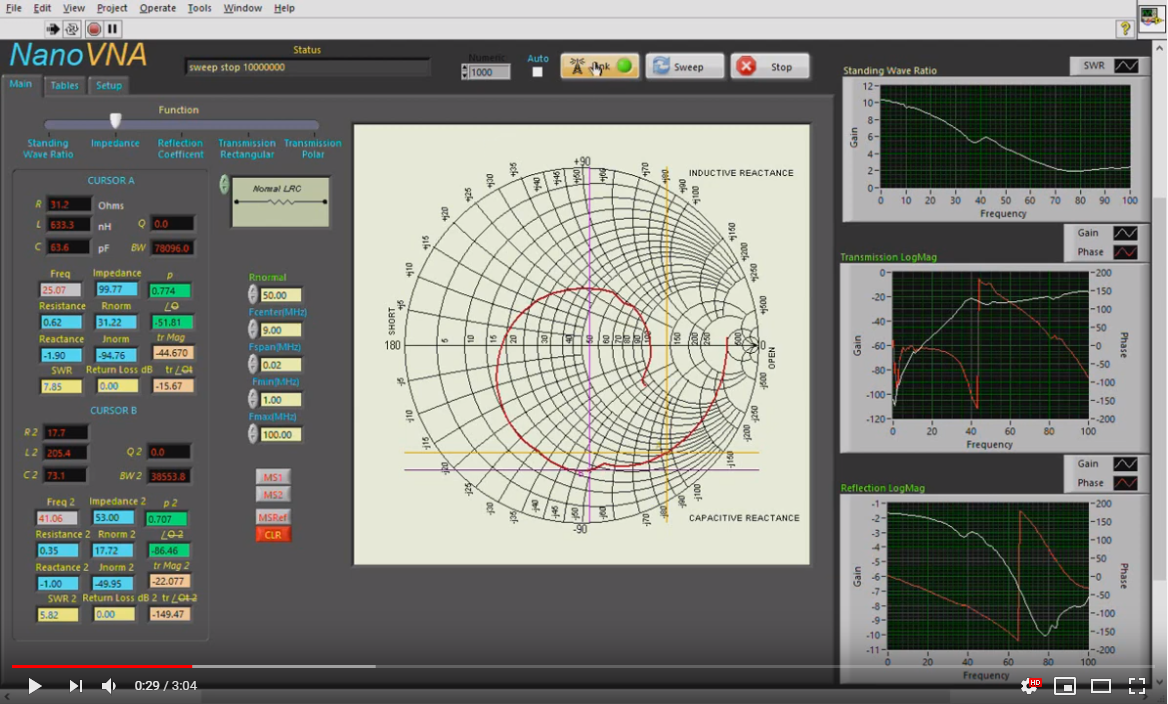 File Edit View Project Operate Tools Window Help
NanoVNA
Status
sweep stop 10000000
Numeric
1000
Auto
Sweep
Stop
Main Tables Setup
Function
Standing Wave Ratio
Impedance
Reflection Coefficent
Transmission Rectangular
Transmission Polar
CURSOR A
R 31.2 Ohms
L 633.3 nH Q 0.0
C 63.6 pF BW 78096.0
Freq Impedance p
25.07 99.77 0.774
Resistance Rnorm /O
0.62 31.22 -51.81
Reactance Jnorm tr Mag
-1.90 -94.76 -44.670
SWR Return Loss dB
7.85 0.00 -15.67
CURSOR B
R 2 17.7
L 2 205.4 Q 2 0.0
C 2 73.1 BW 2 38553.8
Freq 2 Impedance 2 p 2
41.06 53.00 0.707
Resistance 2 Rnorm 2 /O 2
0.35 17.72 -86.46
Reactance 2 Jnorm 2 tr Mag 2
-1.00 -49.95 -22.077
SWR 2 Return Loss dB 2
5.82 0.00 -149.47
Normal LRC
Rnormal
50.00
Fcenter(MHz)
9.00
Fspan(MHz)
0.02
Fmin(MHz)
1.00
Fmax(MHz)
100.00
MS1
MS2
MSRef
CLR
+90
INDUCTIVE REACTANCE
SHORT
180
0
OPEN
-90
CAPACITIVE REACTANCE
Standing Wave Ratio
SWR
Gain
12 10 8 6 4 2 0
0 10 20 30 40 50 60 70 80 90 100
Frequency
Gain
Phase
Transmission LogMag
Gain
0 -20 -40 -60 -80 -100 -120
200 150 100 50 0 -50 -100 -150 -200
Phase
0 20 40 60 80 100
Frequency
Gain
Phase
Reflection LogMag
Gain
-1 -2 -3 -4 -5 -6 -7 -8 -9 -10 -11
200 150 100 50 0 -50 -100 -150 -200
Phase
0 20 40 60 80 100
Frequency
0:29 / 3:04
HD